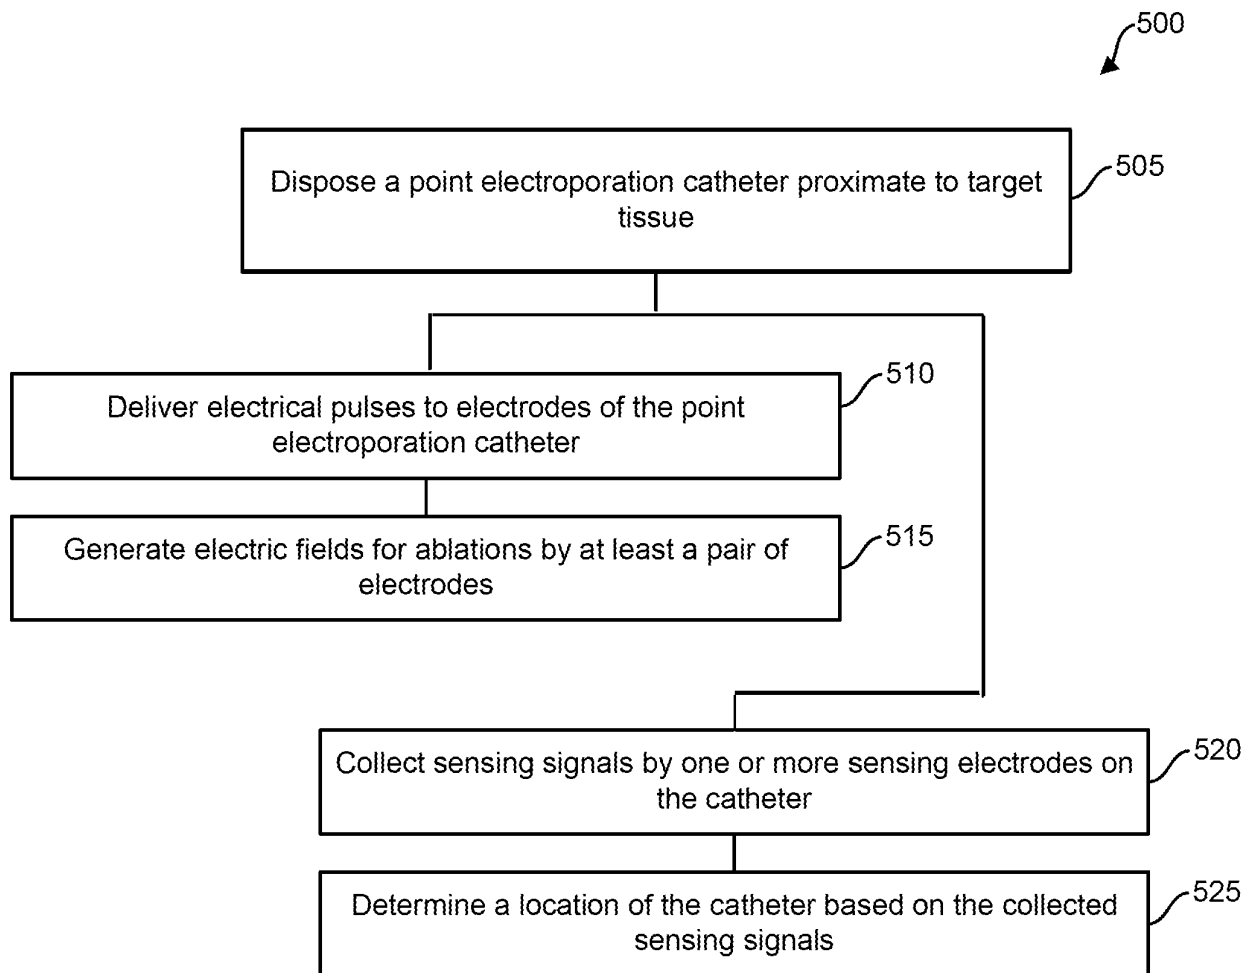 500
Dispose a point electroporation catheter proximate to target
tissue
505
Deliver electrical pulses to electrodes of the point
electroporation catheter
510
Generate electric fields for ablations by at least a pair of
electrodes
515
Collect sensing signals by one or more sensing electrodes on
the catheter
520
Determine a location of the catheter based on the collected
sensing signals
525